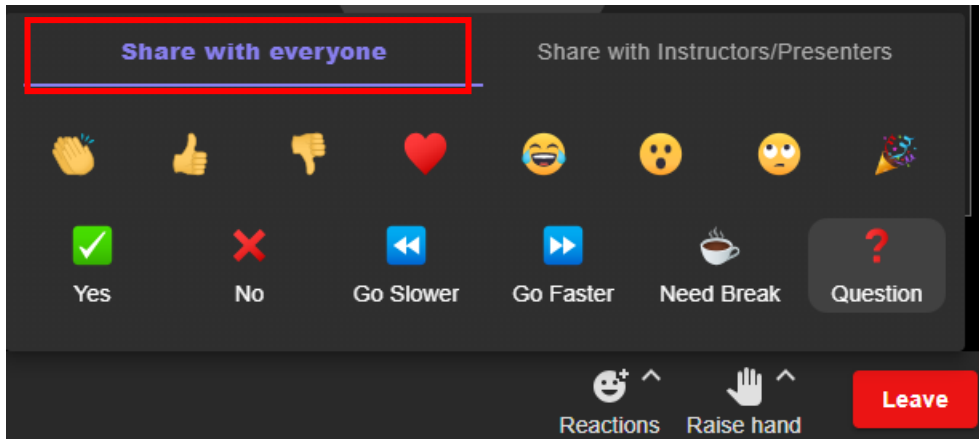 Share with everyone
Share with Instructors/Presenters
Yes
No
Go Slower
Go Faster
Need Break
Question
Reactions
Raise hand
Leave